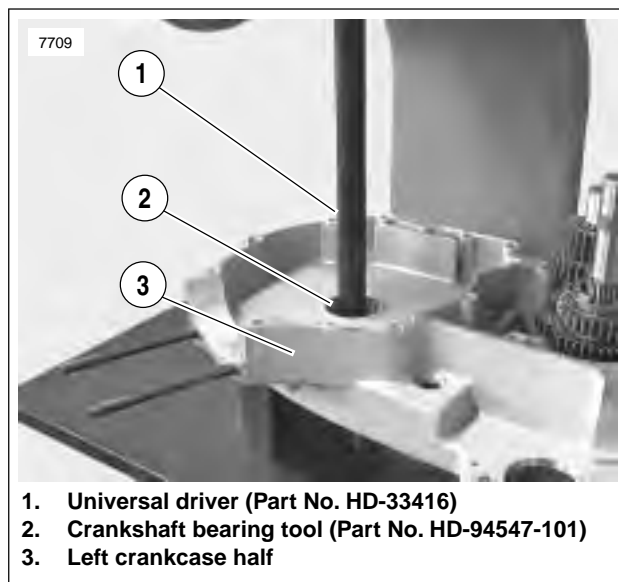 7709
1
2
3
1. Universal driver (Part No. HD-33416)
2. Crankshaft bearing tool (Part No. HD-94547-101)
3. Left crankcase half